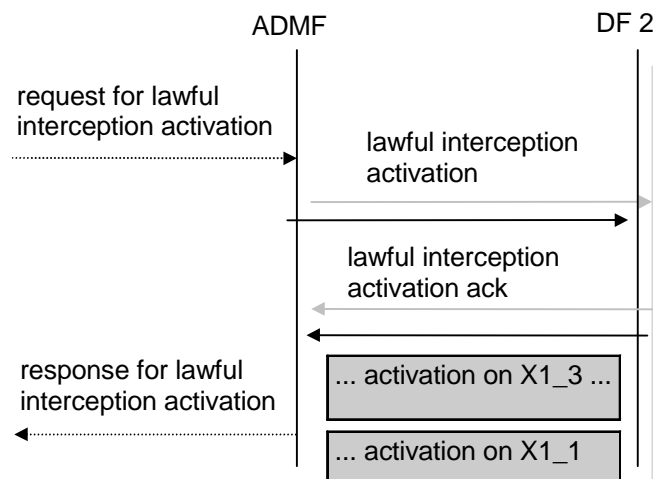 ADMF
DF 2
request for lawful
interception activation
lawful interception
activation
lawful interception
activation ack
response for lawful
interception activation
... activation on X1_3 ...
... activation on X1_1